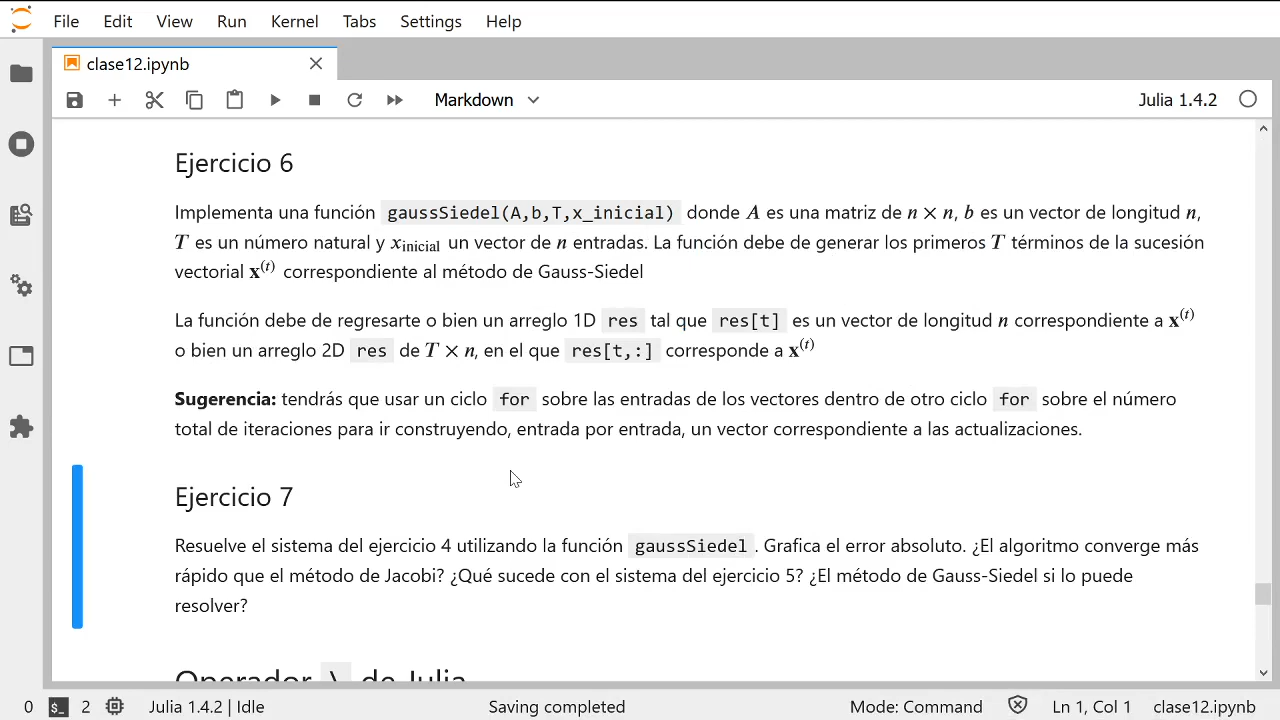 File Edit View Run Kernel Tabs Settings Help
clase12.ipynb
Markdown Julia 1.4.2
Ejercicio 6
Implementa una función gaussSiedel(A,b,T,x_inicial) donde A es una matriz de n × n, b es un vector de longitud n,
T es un número natural y x_inicial un vector de n entradas. La función debe de generar los primeros T términos de la sucesión
vectorial x^(t) correspondiente al método de Gauss-Siedel
La función debe de regresarte o bien un arreglo 1D res tal que res[t] es un vector de longitud n correspondiente a x^(t)
o bien un arreglo 2D res de T × n, en el que res[t,:] corresponde a x^(t)
Sugerencia: tendrás que usar un ciclo for sobre las entradas de los vectores dentro de otro ciclo for sobre el número
total de iteraciones para ir construyendo, entrada por entrada, un vector correspondiente a las actualizaciones.
Ejercicio 7
Resuelve el sistema del ejercicio 4 utilizando la función gaussSiedel . Grafica el error absoluto. ¿El algoritmo converge más
rápido que el método de Jacobi? ¿Qué sucede con el sistema del ejercicio 5? ¿El método de Gauss-Siedel si lo puede
resolver?
Operador \ de Julia
0 $_ 2 Julia 1.4.2 | Idle Saving completed Mode: Command Ln 1, Col 1 clase12.ipynb